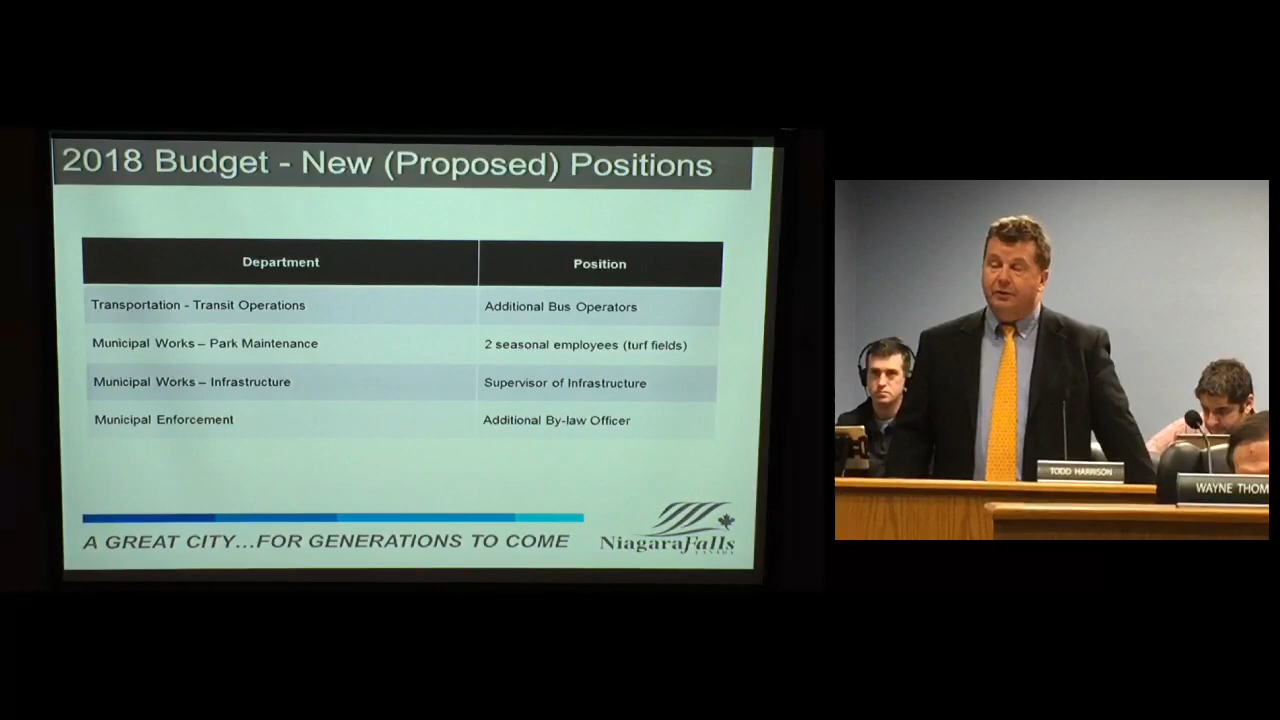 2018 Budget - New (Proposed) Positions
Department Position
Transportation - Transit Operations Additional Bus Operators
Municipal Works – Park Maintenance 2 seasonal employees (turf fields)
Municipal Works – Infrastructure Supervisor of Infrastructure
Municipal Enforcement Additional By-law Officer
A GREAT CITY...FOR GENERATIONS TO COME
NiagaraFalls
CANADA
TODD HARRISON
WAYNE THOM